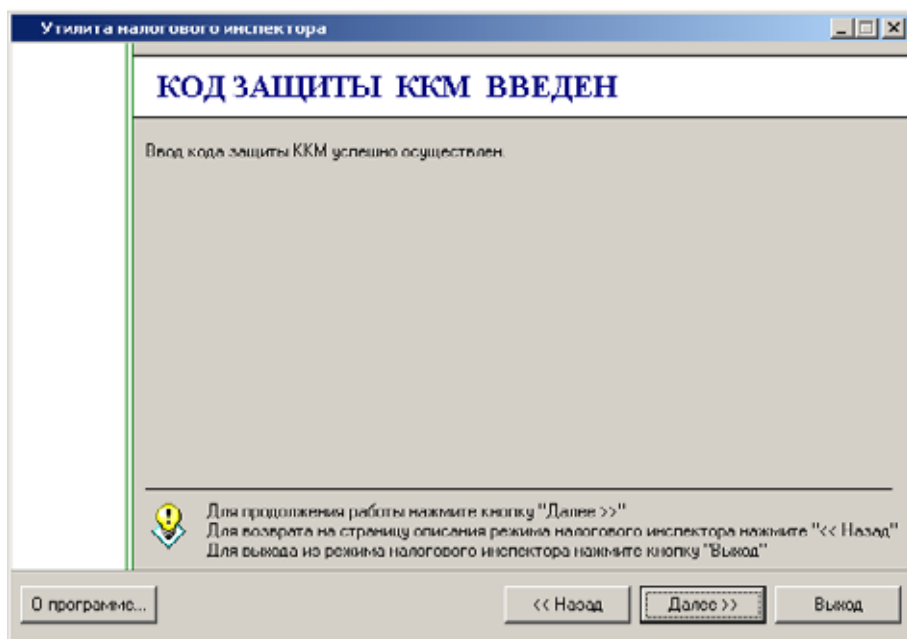 Утилита налогового инспектора
КОД ЗАЩИТЫ ККМ ВВЕДЕН
Ввод кода защиты ККМ успешно осуществлен.
Для продолжения работы нажмите кнопку "Далее >>"
Для возврата на страницу описания режима налогового инспектора нажмите "<< Назад"
Для выхода из режима налогового инспектора нажмите кнопку "Выход"
О программе... << Назад Далее >> Выход